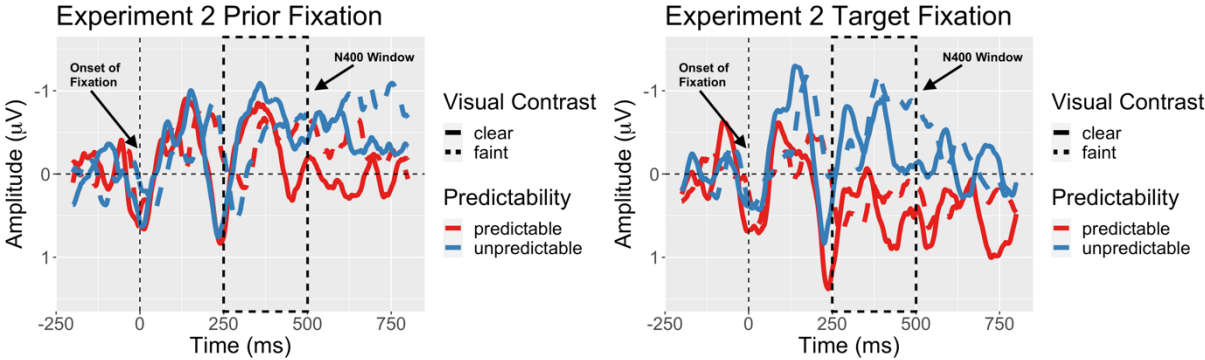 Experiment 2 Prior Fixation
-1
0
1
Amplitude (μV)
Onset of
Fixation
N400 Window
-250
0
250
500
750
Time (ms)
Visual Contrast
clear
faint
Predictability
predictable
unpredictable
Experiment 2 Target Fixation
-1
0
1
Amplitude (μV)
Onset of
Fixation
N400 Window
-250
0
250
500
750
Time (ms)
Visual Contrast
clear
faint
Predictability
predictable
unpredictable